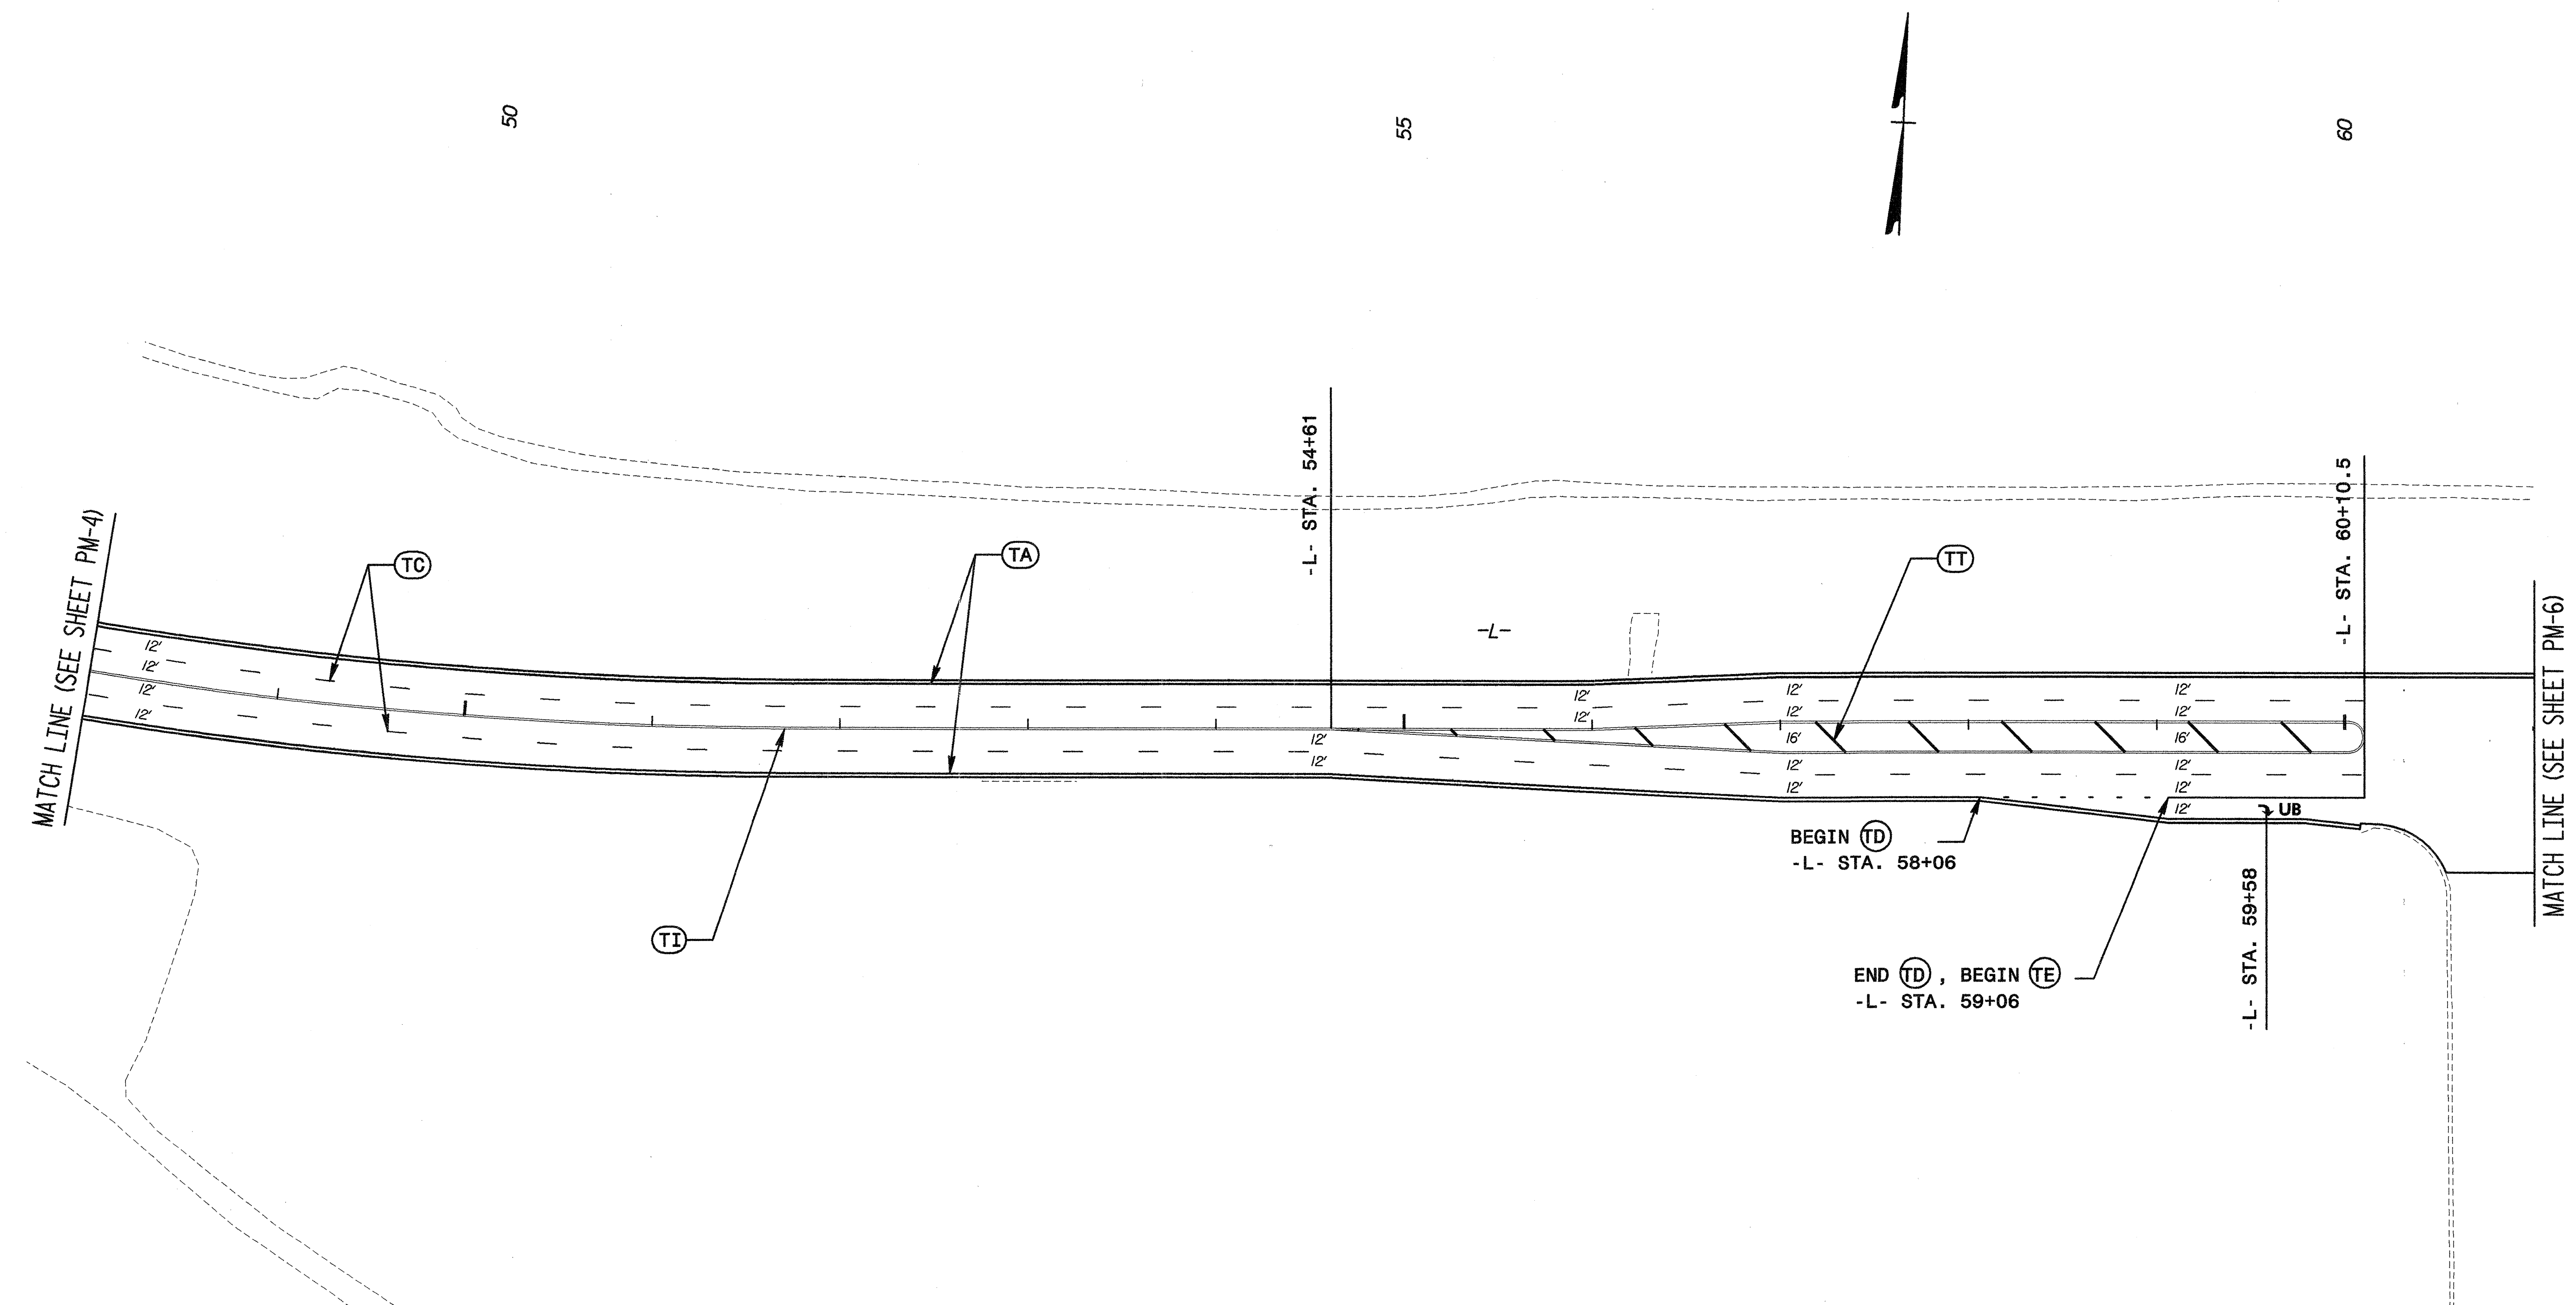 50
55
60
-L- STA. 54+61
-L- STA. 60+10.5
MATCH LINE (SEE SHEET PM-4)
TC
TA
TT
-L-
MATCH LINE (SEE SHEET PM-6)
12'
12'
12'
12'
12'
12'
12'
12'
12'
12'
16'
12'
12'
12'
12'
16'
12'
12'
12'
UB
BEGIN TD
-L- STA. 58+06
TI
END TD, BEGIN TE
-L- STA. 59+06
-L- STA. 59+58